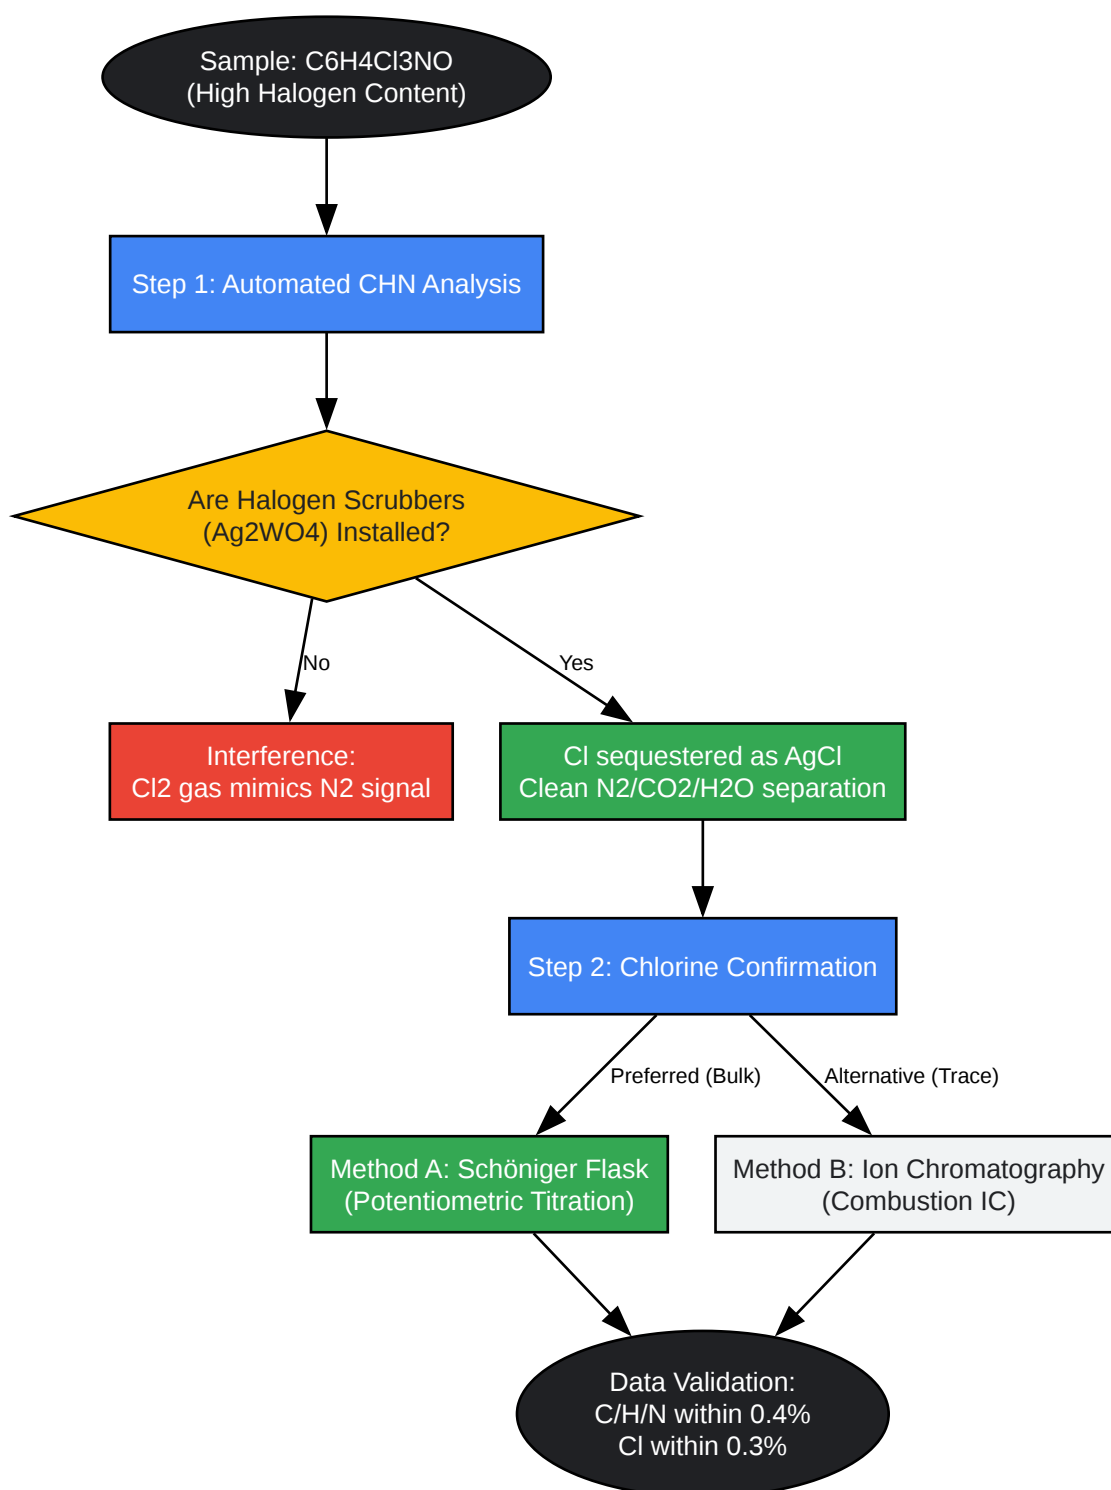 Sample: C6H4Cl3NO
(High Halogen Content)
Step 1: Automated CHN Analysis
Are Halogen Scrubbers
(Ag2WO4) Installed?
No
Yes
Interference:
Cl2 gas mimics N2 signal
Cl sequestered as AgCl
Clean N2/CO2/H2O separation
Step 2: Chlorine Confirmation
Preferred (Bulk)
Alternative (Trace)
Method A: Schöniger Flask
(Potentiometric Titration)
Method B: Ion Chromatography
(Combustion IC)
Data Validation:
C/H/N within 0.4%
Cl within 0.3%